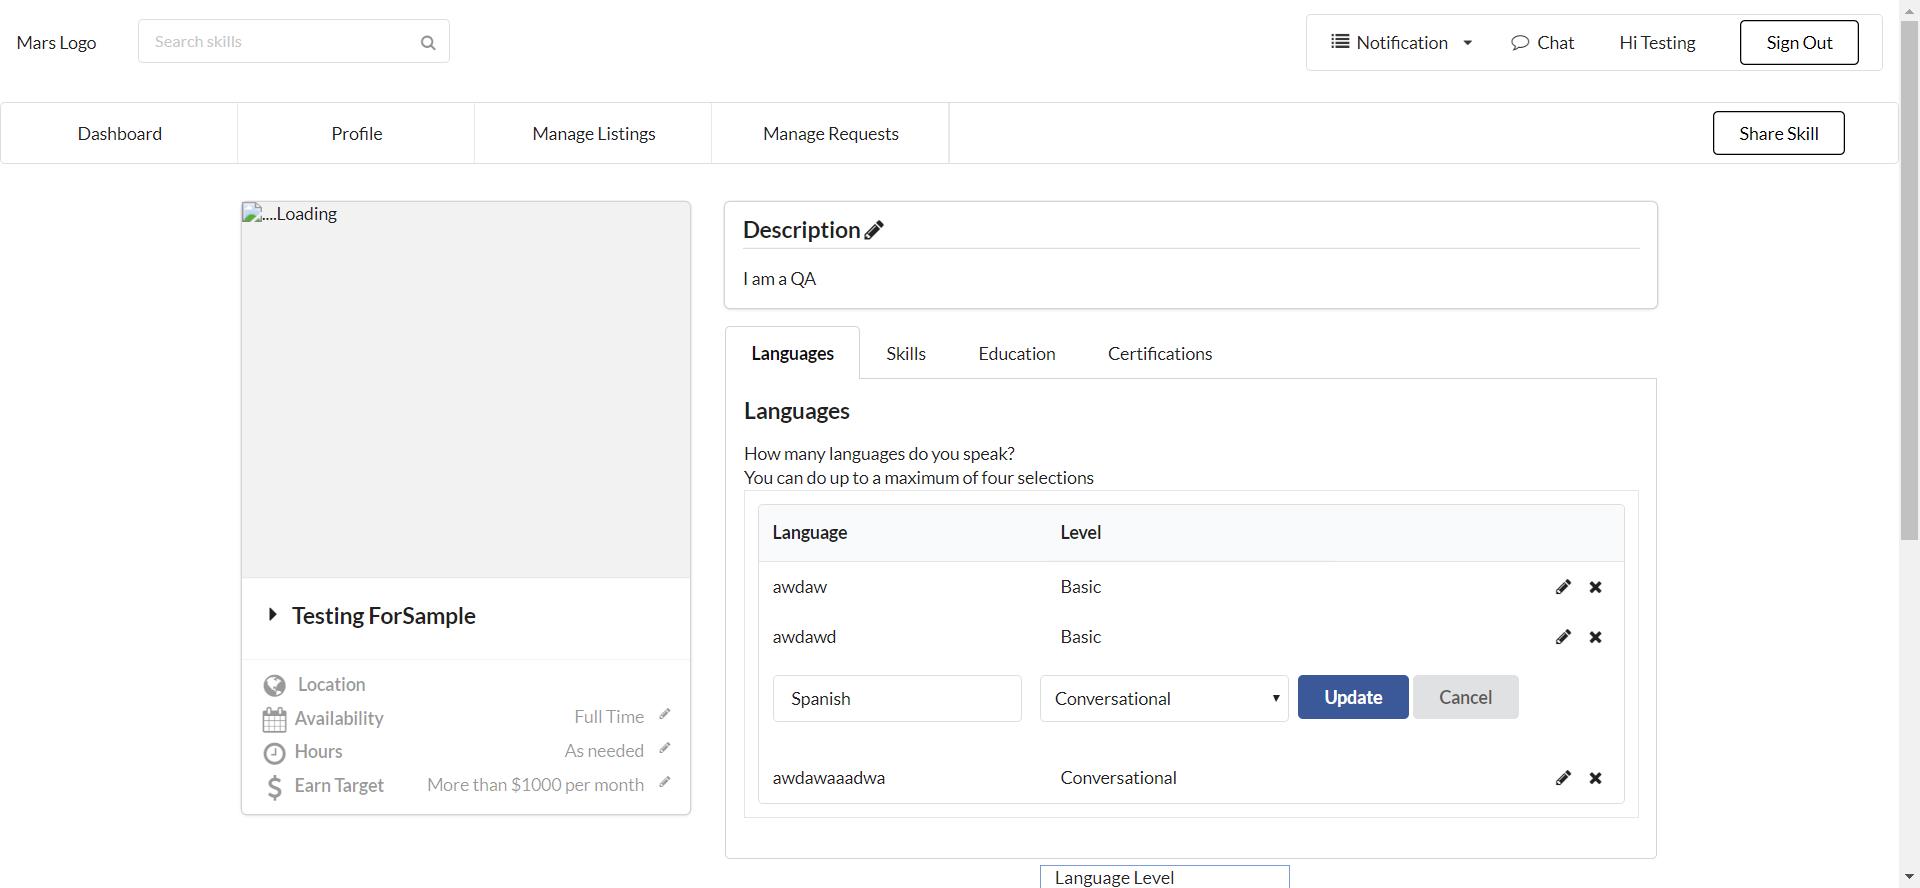 Mars Logo
Search skills
Notification
Chat
Hi Testing
Sign Out
Dashboard
Profile
Manage Listings
Manage Requests
Share Skill
....Loading
Testing ForSample
Location
Availability
Full Time
Hours
As needed
Earn Target
More than $1000 per month
Description
I am a QA
Languages
Skills
Education
Certifications
Languages
How many languages do you speak?
You can do up to a maximum of four selections
Language
Level
awdaw
Basic
awdawd
Basic
Spanish
Conversational
Update
Cancel
awdawaaadwa
Conversational
Language Level